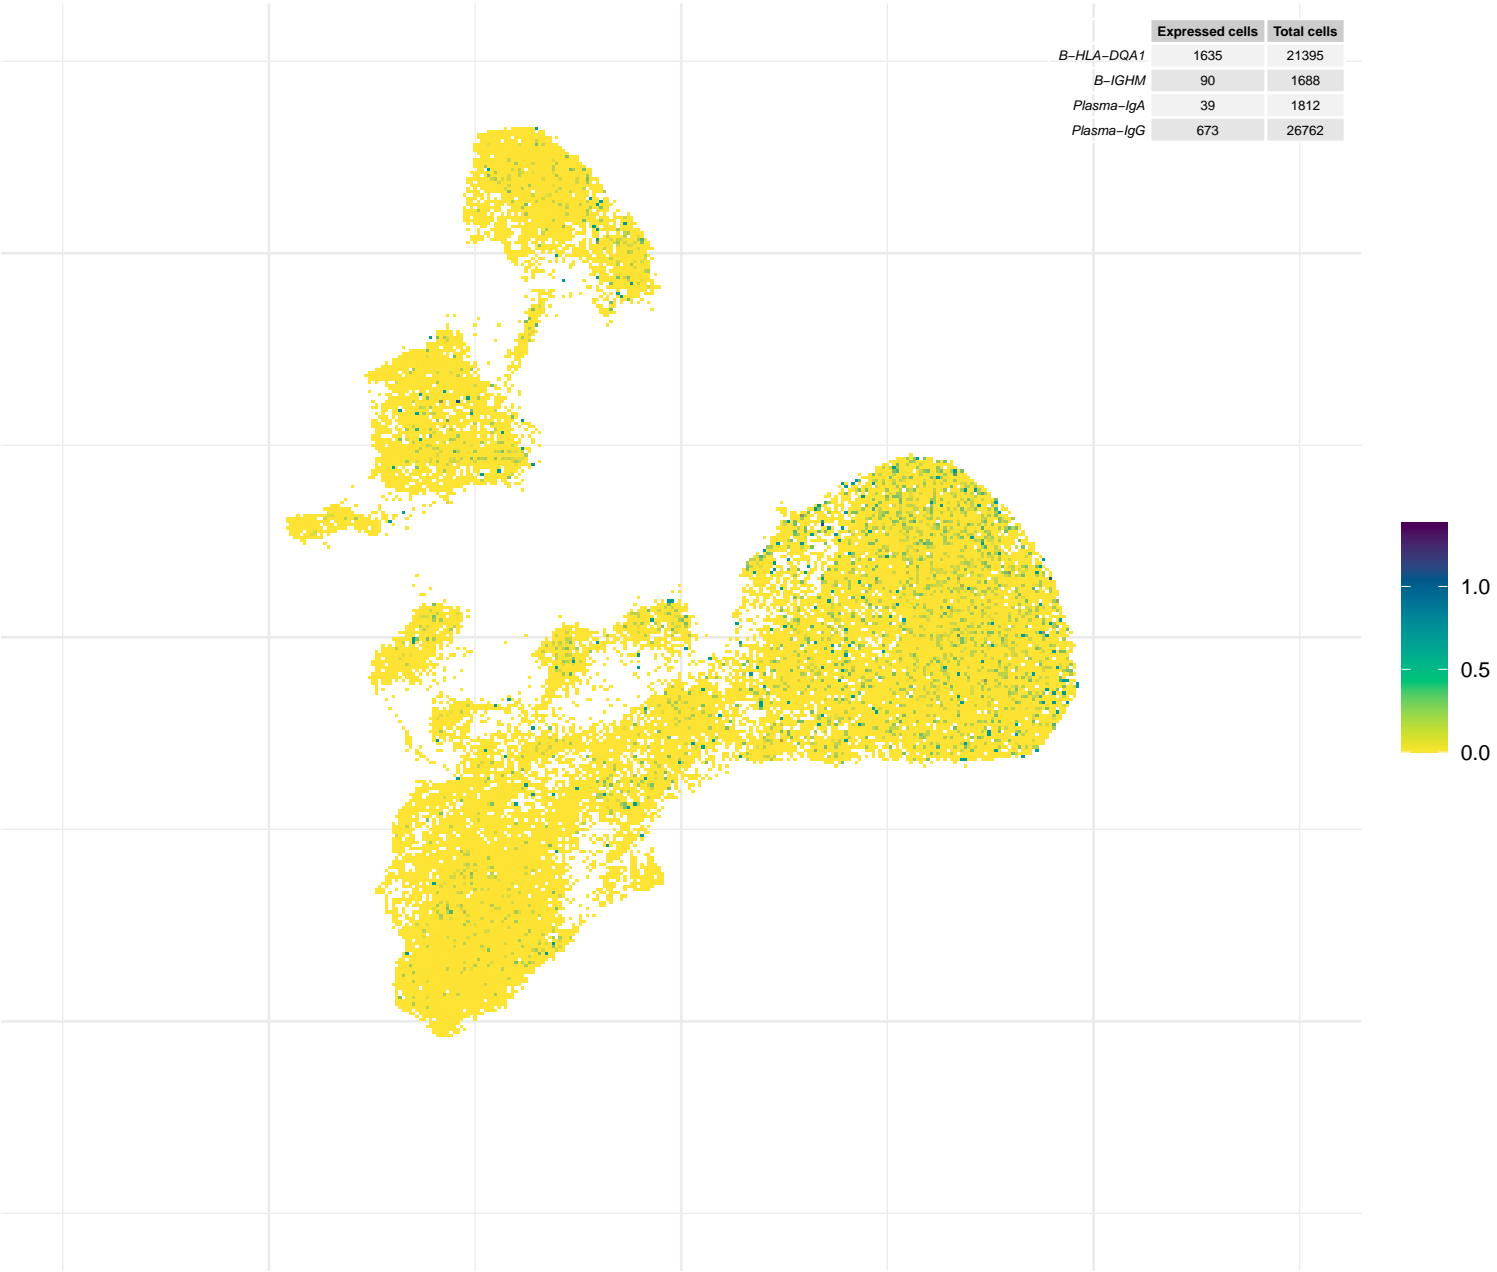 Expressed cells Total cells
B−HLA−DQA1 1635 21395
B−IGHM 90 1688
Plasma−IgA 39 1812
Plasma−IgG 673 26762
1.0
0.5
0.0